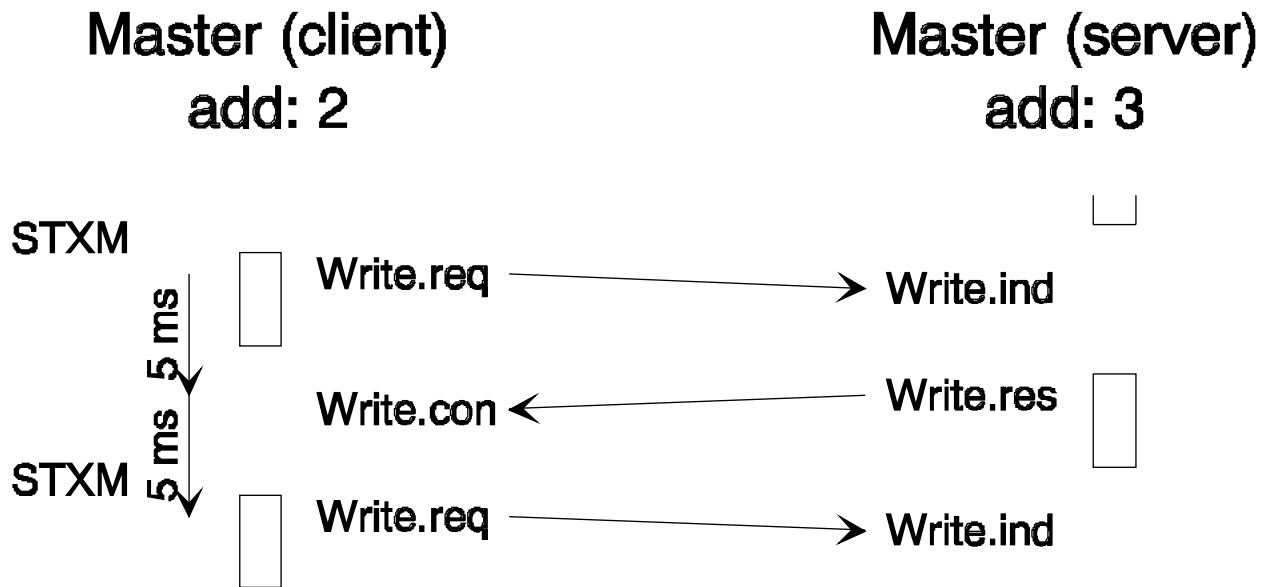 Master (client)
add: 2
Master (server)
add: 3
STXM
Write.req
Write.ind
5 ms
Write.con
Write.res
5 ms
STXM
Write.req
Write.ind